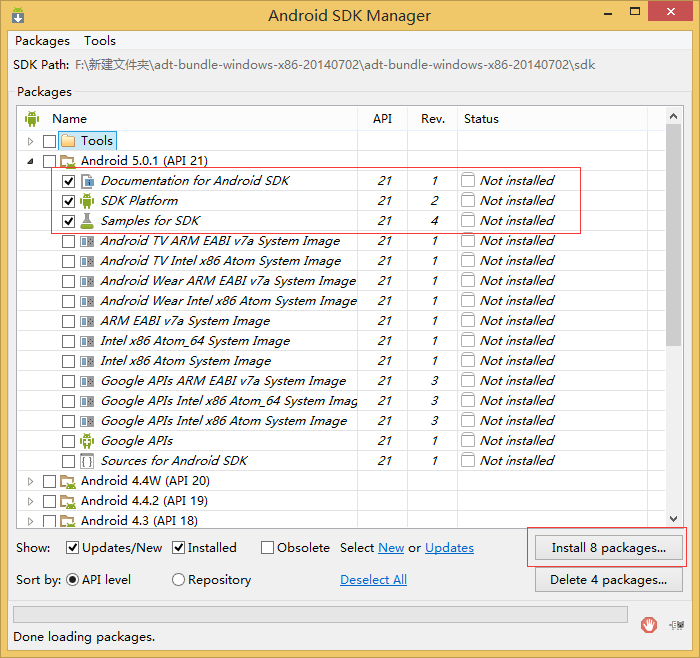 Android SDK Manager
Packages Tools
SDK Path: F:\新建文件夹\adt-bundle-windows-x86-20140702\adt-bundle-windows-x86-20140702\sdk
Packages
Name API Rev. Status
Tools
Android 5.0.1 (API 21)
Documentation for Android SDK 21 1 Not installed
SDK Platform 21 2 Not installed
Samples for SDK 21 4 Not installed
Android TV ARM EABI v7a System Image 21 1 Not installed
Android TV Intel x86 Atom System Image 21 1 Not installed
Android Wear ARM EABI v7a System Image 21 1 Not installed
Android Wear Intel x86 Atom System Image 21 1 Not installed
ARM EABI v7a System Image 21 1 Not installed
Intel x86 Atom_64 System Image 21 1 Not installed
Intel x86 Atom System Image 21 1 Not installed
Google APIs ARM EABI v7a System Image 21 3 Not installed
Google APIs Intel x86 Atom_64 System Imag 21 3 Not installed
Google APIs Intel x86 Atom System Image 21 3 Not installed
Google APIs 21 1 Not installed
Sources for Android SDK 21 1 Not installed
Android 4.4W (API 20)
Android 4.4.2 (API 19)
Android 4.3 (API 18)
Show: Updates/New Installed Obsolete Select New or Updates Install 8 packages...
Sort by: API level Repository Deselect All Delete 4 packages...
Done loading packages.